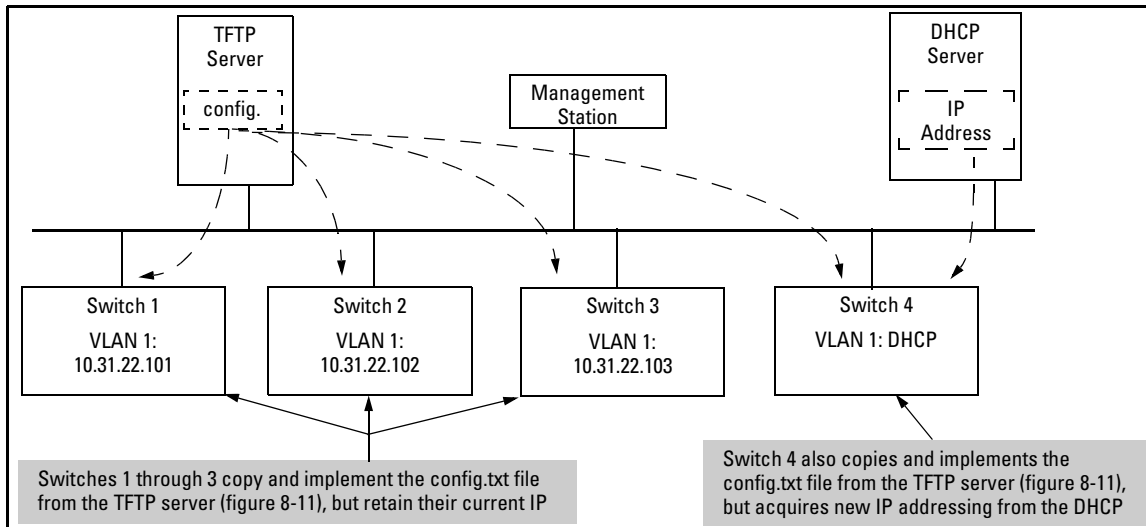 TFTP
Server
config.
Management
Station
DHCP
Server
IP
Address
Switch 1
VLAN 1:
10.31.22.101
Switch 2
VLAN 1:
10.31.22.102
Switch 3
VLAN 1:
10.31.22.103
Switch 4
VLAN 1: DHCP
Switches 1 through 3 copy and implement the config.txt file
from the TFTP server (figure 8-11), but retain their current IP
Switch 4 also copies and implements the
config.txt file from the TFTP server (figure 8-11),
but acquires new IP addressing from the DHCP